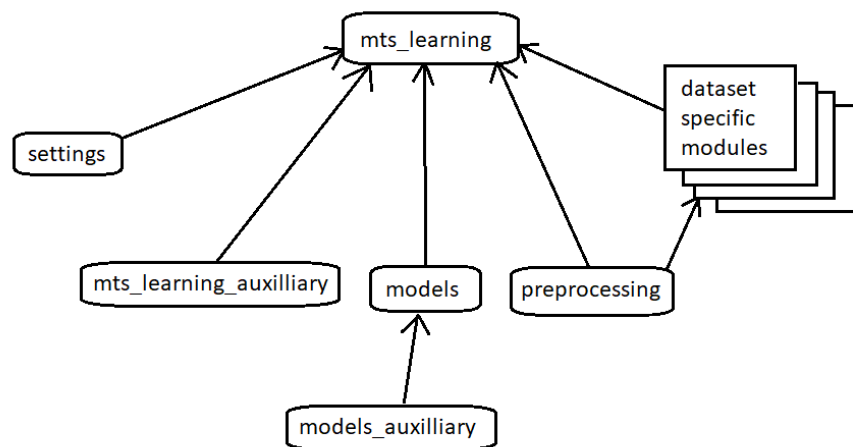 mts_learning
dataset
specific
modules
settings
mts_learning_auxilliary
models
preprocessing
models_auxilliary